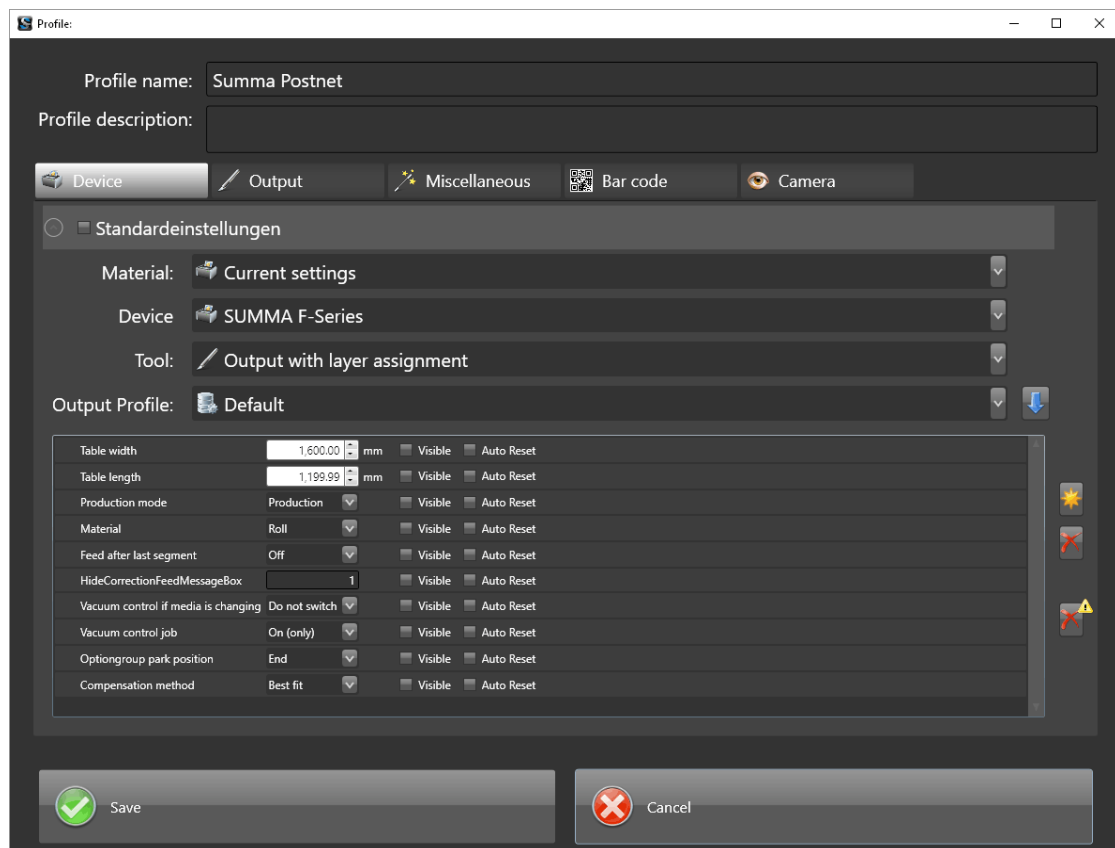 Profile:
Profile name: Summa Postnet
Profile description:
Device Output Miscellaneous Bar code Camera
Standardeinstellungen
Material: Current settings
Device SUMMA F-Series
Tool: Output with layer assignment
Output Profile: Default
Table width 1,600.00 mm Visible Auto Reset
Table length 1,199.99 mm Visible Auto Reset
Production mode Production Visible Auto Reset
Material Roll Visible Auto Reset
Feed after last segment Off Visible Auto Reset
HideCorrectionFeedMessageBox 1 Visible Auto Reset
Vacuum control if media is changing Do not switch Visible Auto Reset
Vacuum control job On (only) Visible Auto Reset
Optiongroup park position End Visible Auto Reset
Compensation method Best fit Visible Auto Reset
Save Cancel